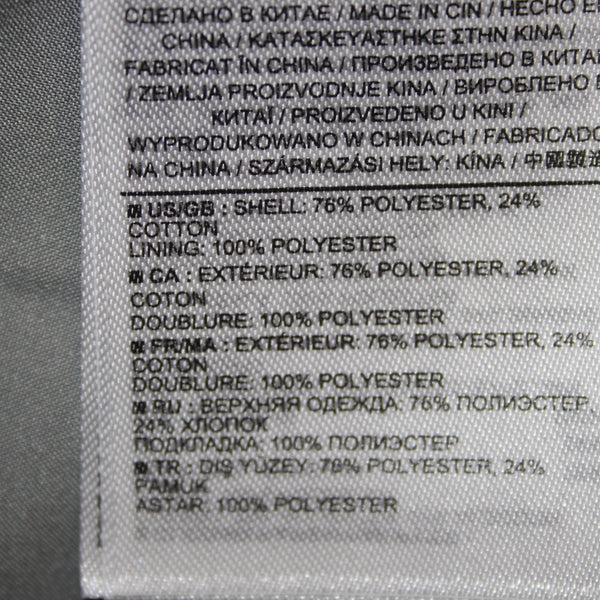 СДЕЛАНО В КИТАЕ / MADE IN CIN / HECHO EN
CHINA / ΚΑΤΑΣΚΕΥΑΣΤΗΚΕ ΣΤΗΝ ΚΙΝΑ /
FABRICAT ÎN CHINA / ПРОИЗВЕДЕНО В КИТАЙ
/ ZEMLJA PROIZVODNJE KINA / ВИРОБЛЕНО В
КИТАЇ / PROIZVEDENO U KINI /
WYPRODUKOWANO W CHINACH / FABRICADO
NA CHINA / SZÁRMAZÁSI HELY: KÍNA / 中國製造
US/GB : SHELL: 76% POLYESTER, 24%
COTTON
LINING: 100% POLYESTER
CA : EXTÉRIEUR: 76% POLYESTER, 24%
COTON
DOUBLURE: 100% POLYESTER
FR/MA : EXTÉRIEUR: 76% POLYESTER, 24%
COTON
DOUBLURE: 100% POLYESTER
RU : ВЕРХНЯЯ ОДЕЖДА: 76% ПОЛИЭСТЕР,
24% ХЛОПОК
ПОДКЛАДКА: 100% ПОЛИЭСТЕР
TR : DIŞ YÜZEY: 76% POLYESTER, 24%
PAMUK
ASTAR: 100% POLYESTER